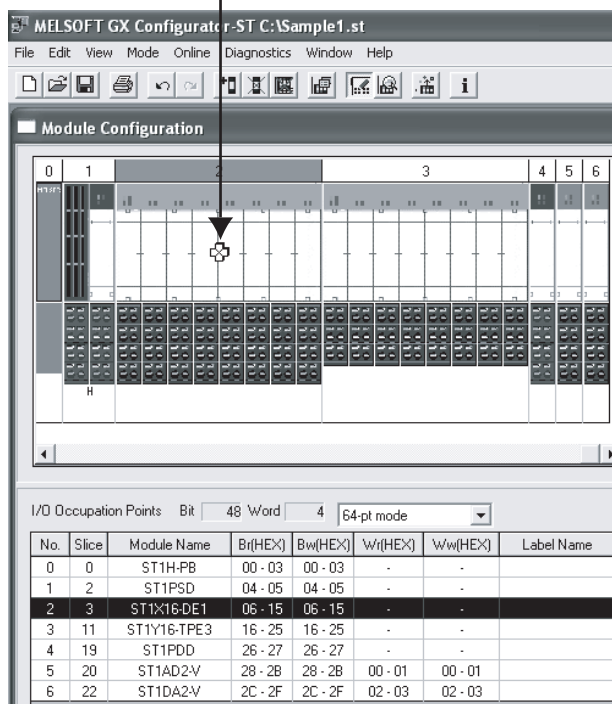 MELSOFT GX Configurator-ST C:\Sample1.st
File Edit View Mode Online Diagnostics Window Help
Module Configuration
0 1 2 3 4 5 6
H
I/O Occupation Points Bit 48 Word 4 64-pt mode
No. Slice Module Name Br(HEX) Bw(HEX) Wr(HEX) Ww(HEX) Label Name
0 0 ST1H-PB 00 - 03 00 - 03 - -
1 2 ST1PSD 04 - 05 04 - 05 - -
2 3 ST1X16-DE1 06 - 15 06 - 15 - -
3 11 ST1Y16-TPE3 16 - 25 16 - 25 - -
4 19 ST1PDD 26 - 27 26 - 27 - -
5 20 ST1AD2-V 28 - 2B 28 - 2B 00 - 01 00 - 01
6 22 ST1DA2-V 2C - 2F 2C - 2F 02 - 03 02 - 03